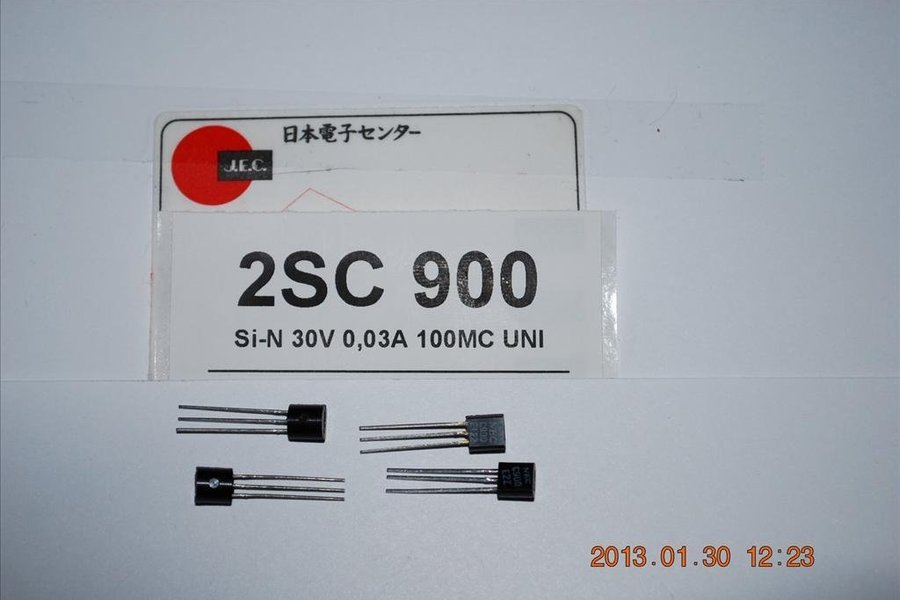 日本電子センター
J.E.C.
2SC 900
Si-N 30V 0,03A 100MC UNI
NEC
2013.01.30 12:23